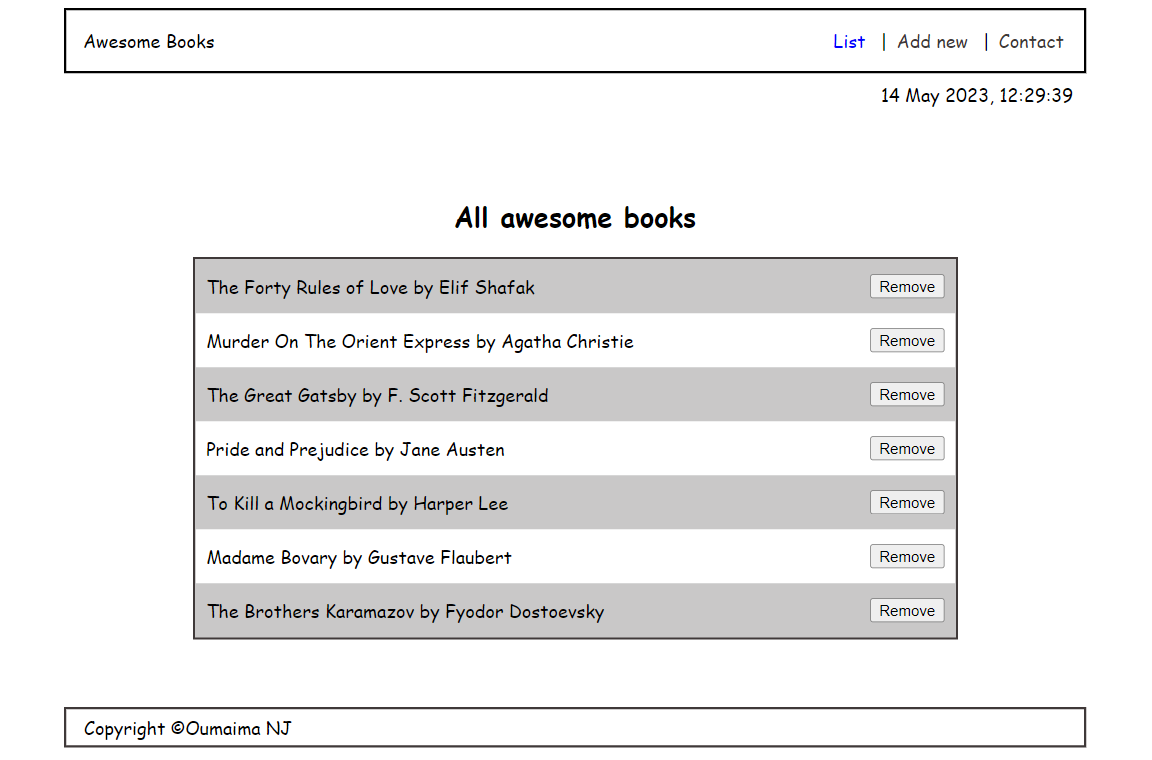 Awesome Books List | Add new | Contact
14 May 2023, 12:29:39
All awesome books
The Forty Rules of Love by Elif Shafak Remove
Murder On The Orient Express by Agatha Christie Remove
The Great Gatsby by F. Scott Fitzgerald Remove
Pride and Prejudice by Jane Austen Remove
To Kill a Mockingbird by Harper Lee Remove
Madame Bovary by Gustave Flaubert Remove
The Brothers Karamazov by Fyodor Dostoevsky Remove
Copyright ©Oumaima NJ